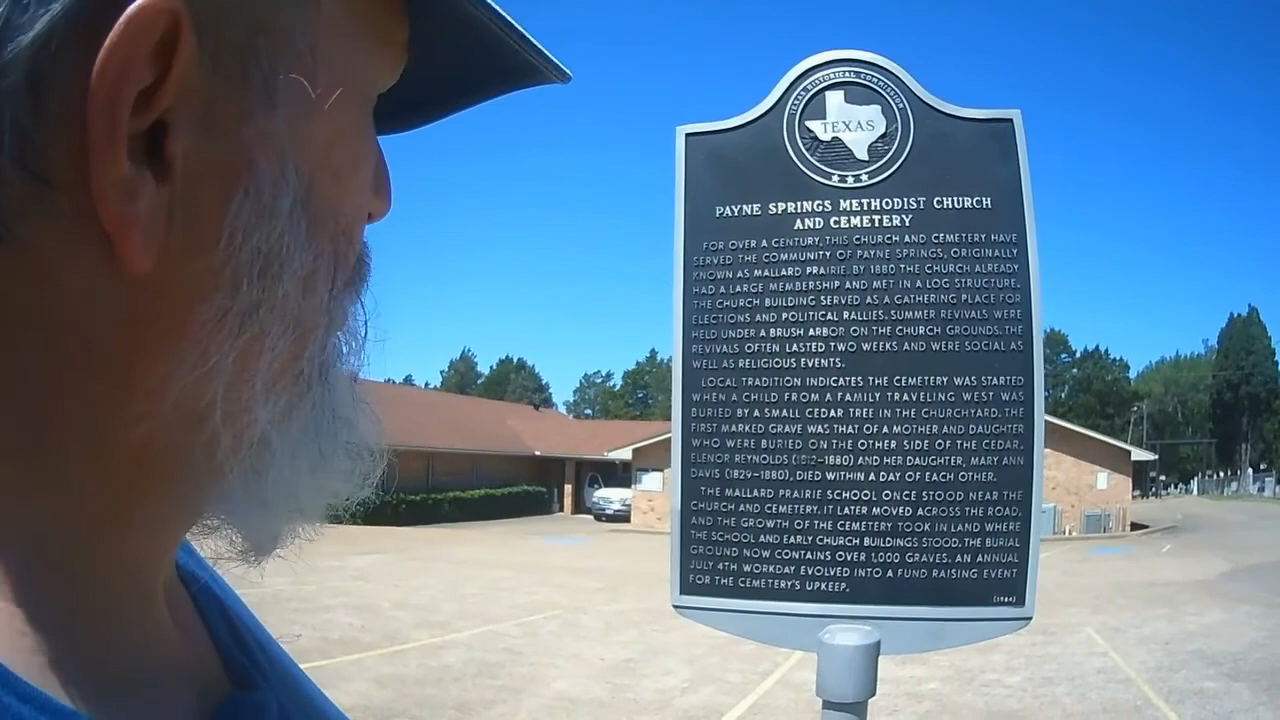 TEXAS HISTORICAL COMMISSION
TEXAS
PAYNE SPRINGS METHODIST CHURCH
AND CEMETERY
FOR OVER A CENTURY, THIS CHURCH AND CEMETERY HAVE
SERVED THE COMMUNITY OF PAYNE SPRINGS, ORIGINALLY
KNOWN AS MALLARD PRAIRIE. BY 1880 THE CHURCH ALREADY
HAD A LARGE MEMBERSHIP AND MET IN A LOG STRUCTURE.
THE CHURCH BUILDING SERVED AS A GATHERING PLACE FOR
ELECTIONS AND POLITICAL RALLIES. SUMMER REVIVALS WERE
HELD UNDER A BRUSH ARBOR ON THE CHURCH GROUNDS. THE
REVIVALS OFTEN LASTED TWO WEEKS AND WERE SOCIAL AS
WELL AS RELIGIOUS EVENTS.
LOCAL TRADITION INDICATES THE CEMETERY WAS STARTED
WHEN A CHILD FROM A FAMILY TRAVELING WEST WAS
BURIED BY A SMALL CEDAR TREE IN THE CHURCHYARD. THE
FIRST MARKED GRAVE WAS THAT OF A MOTHER AND DAUGHTER
WHO WERE BURIED ON THE OTHER SIDE OF THE CEDAR.
ELENOR REYNOLDS (1812–1880) AND HER DAUGHTER, MARY ANN
DAVIS (1829–1880), DIED WITHIN A DAY OF EACH OTHER.
THE MALLARD PRAIRIE SCHOOL ONCE STOOD NEAR THE
CHURCH AND CEMETERY. IT LATER MOVED ACROSS THE ROAD,
AND THE GROWTH OF THE CEMETERY TOOK IN LAND WHERE
THE SCHOOL AND EARLY CHURCH BUILDINGS STOOD. THE BURIAL
GROUND NOW CONTAINS OVER 1,000 GRAVES. AN ANNUAL
JULY 4TH WORKDAY EVOLVED INTO A FUND RAISING EVENT
FOR THE CEMETERY'S UPKEEP.
(1984)